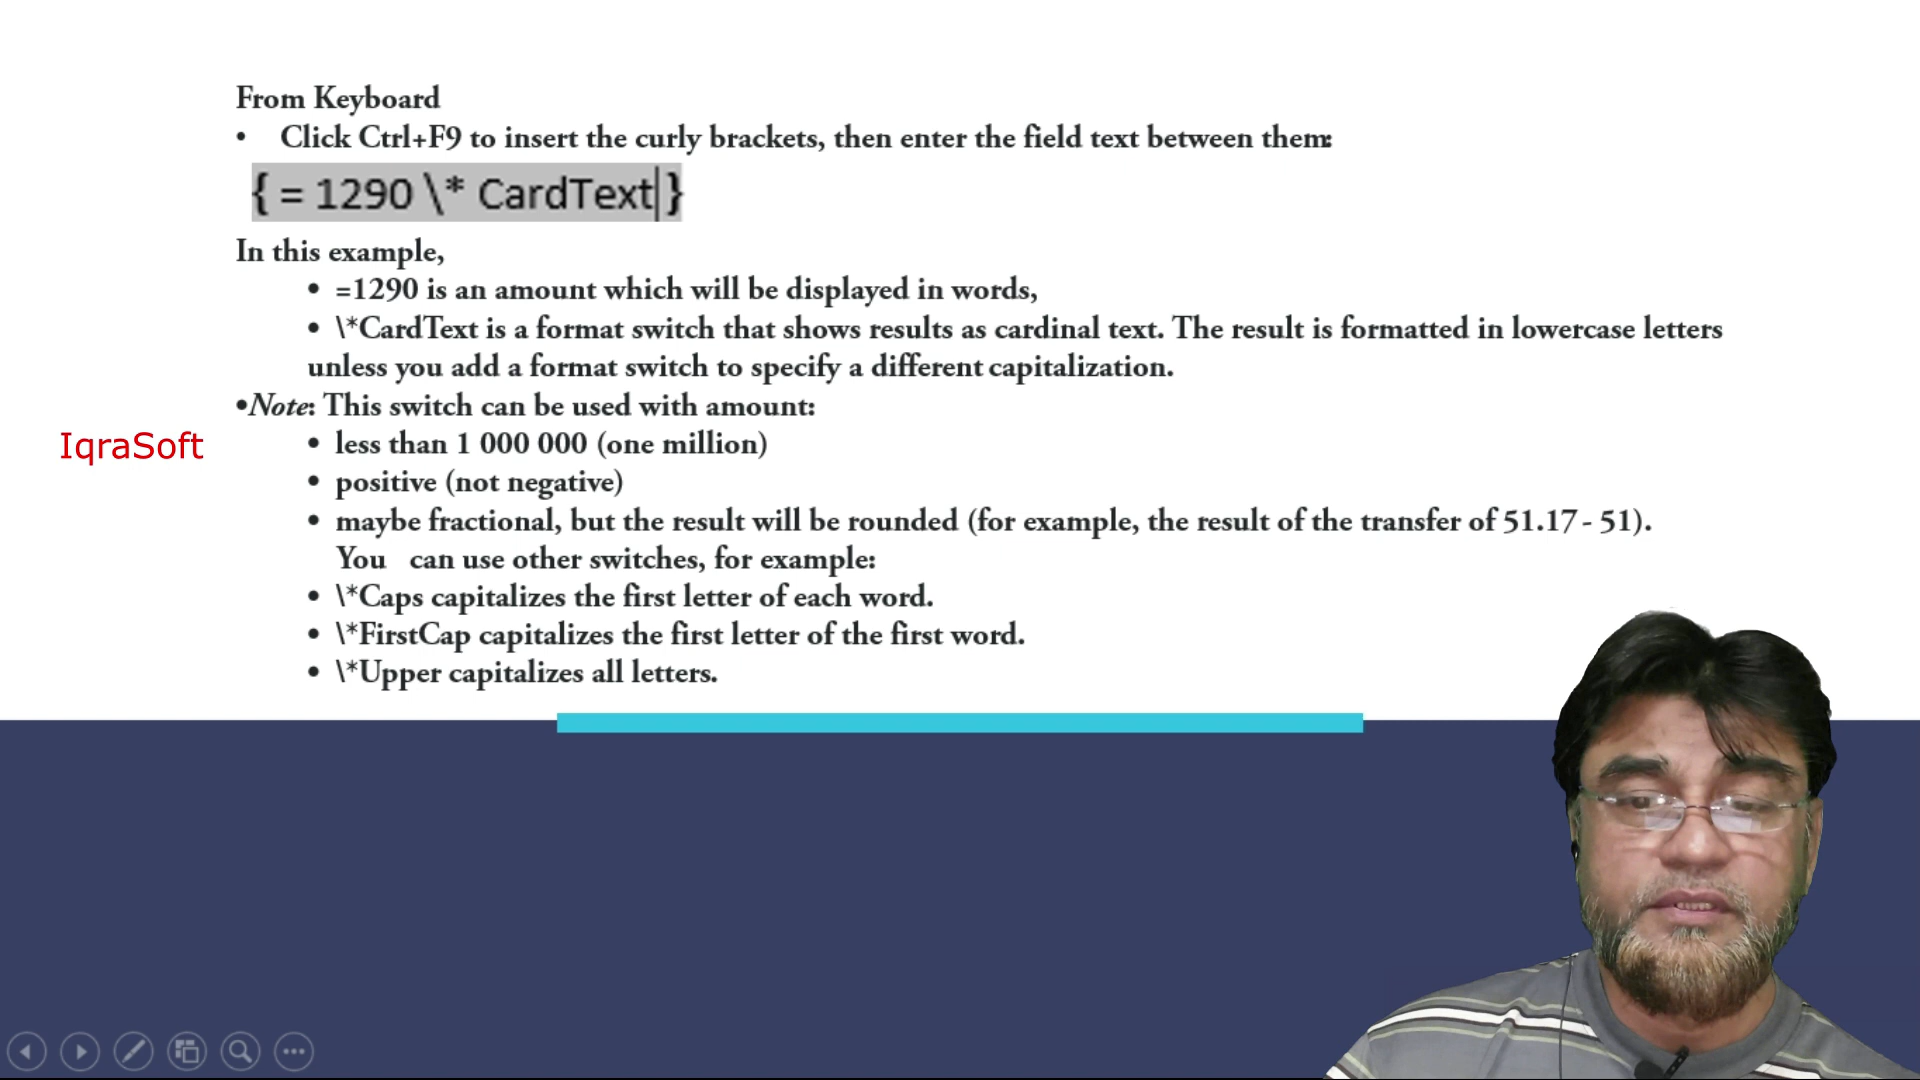 From Keyboard
• Click Ctrl+F9 to insert the curly brackets, then enter the field text between them:
{ = 1290 \* CardText }
In this example,
• =1290 is an amount which will be displayed in words,
• \*CardText is a format switch that shows results as cardinal text. The result is formatted in lowercase letters
unless you add a format switch to specify a different capitalization.
•Note: This switch can be used with amount:
IqraSoft
• less than 1 000 000 (one million)
• positive (not negative)
• maybe fractional, but the result will be rounded (for example, the result of the transfer of 51.17 - 51).
You can use other switches, for example:
• \*Caps capitalizes the first letter of each word.
• \*FirstCap capitalizes the first letter of the first word.
• \*Upper capitalizes all letters.